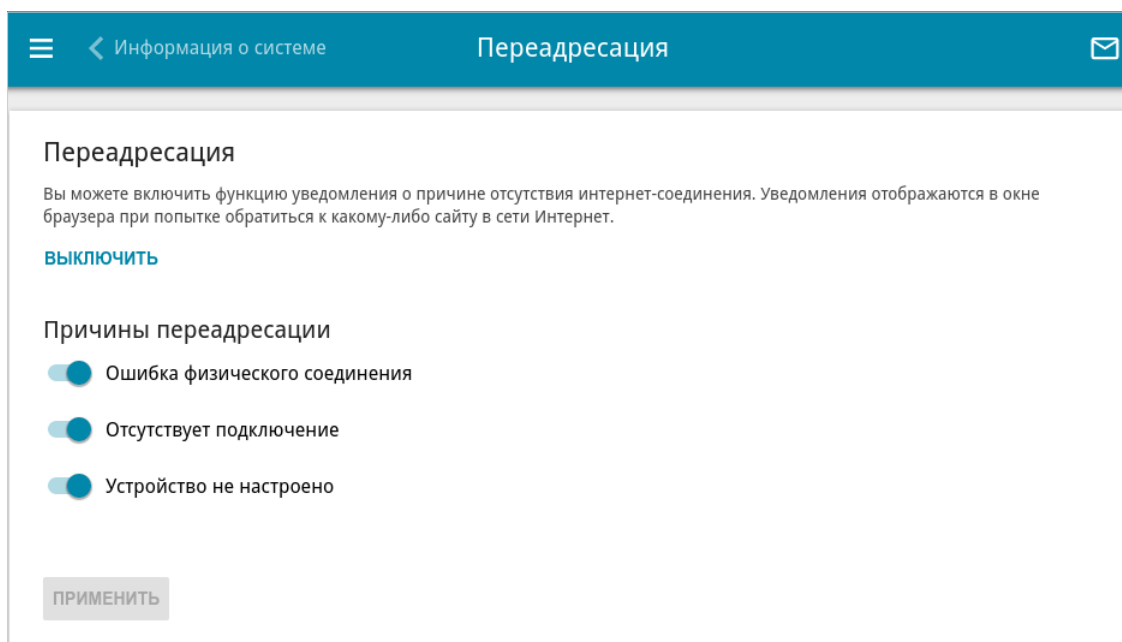 Информация о системе
Переадресация
Переадресация
Вы можете включить функцию уведомления о причине отсутствия интернет-соединения. Уведомления отображаются в окне
браузера при попытке обратиться к какому-либо сайту в сети Интернет.
ВЫКЛЮЧИТЬ
Причины переадресации
Ошибка физического соединения
Отсутствует подключение
Устройство не настроено
ПРИМЕНИТЬ